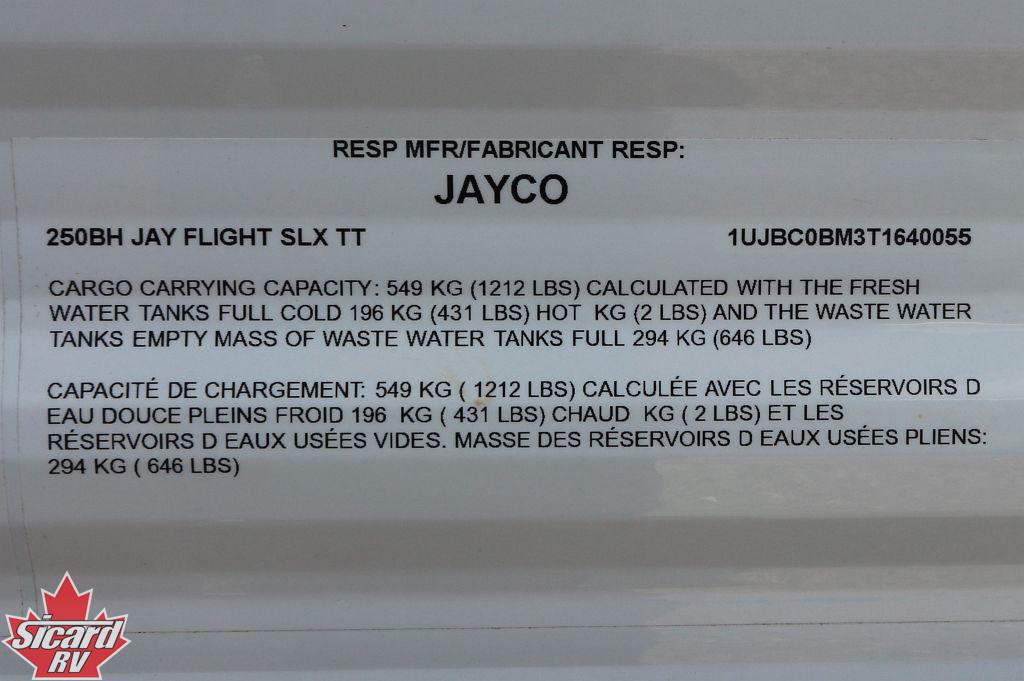 RESP MFR/FABRICANT RESP:
JAYCO
250BH JAY FLIGHT SLX TT 1UJBC0BM3T1640055
CARGO CARRYING CAPACITY: 549 KG (1212 LBS) CALCULATED WITH THE FRESH
WATER TANKS FULL COLD 196 KG (431 LBS) HOT  KG (2 LBS) AND THE WASTE WATER
TANKS EMPTY MASS OF WASTE WATER TANKS FULL 294 KG (646 LBS)
CAPACITÉ DE CHARGEMENT: 549 KG ( 1212 LBS) CALCULÉE AVEC LES RÉSERVOIRS D
EAU DOUCE PLEINS FROID 196  KG ( 431 LBS) CHAUD  KG ( 2 LBS) ET LES
RÉSERVOIRS D EAUX USÉES VIDES. MASSE DES RÉSERVOIRS D EAUX USÉES PLIENS:
294 KG ( 646 LBS)
Sicard
RV